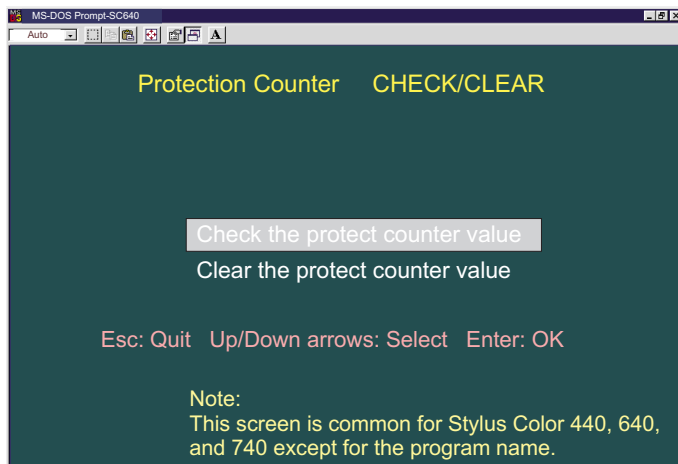 MS-DOS Prompt-SC640
Auto
A
Protection Counter CHECK/CLEAR
Check the protect counter value
Clear the protect counter value
Esc: Quit Up/Down arrows: Select Enter: OK
Note:
This screen is common for Stylus Color 440, 640,
and 740 except for the program name.